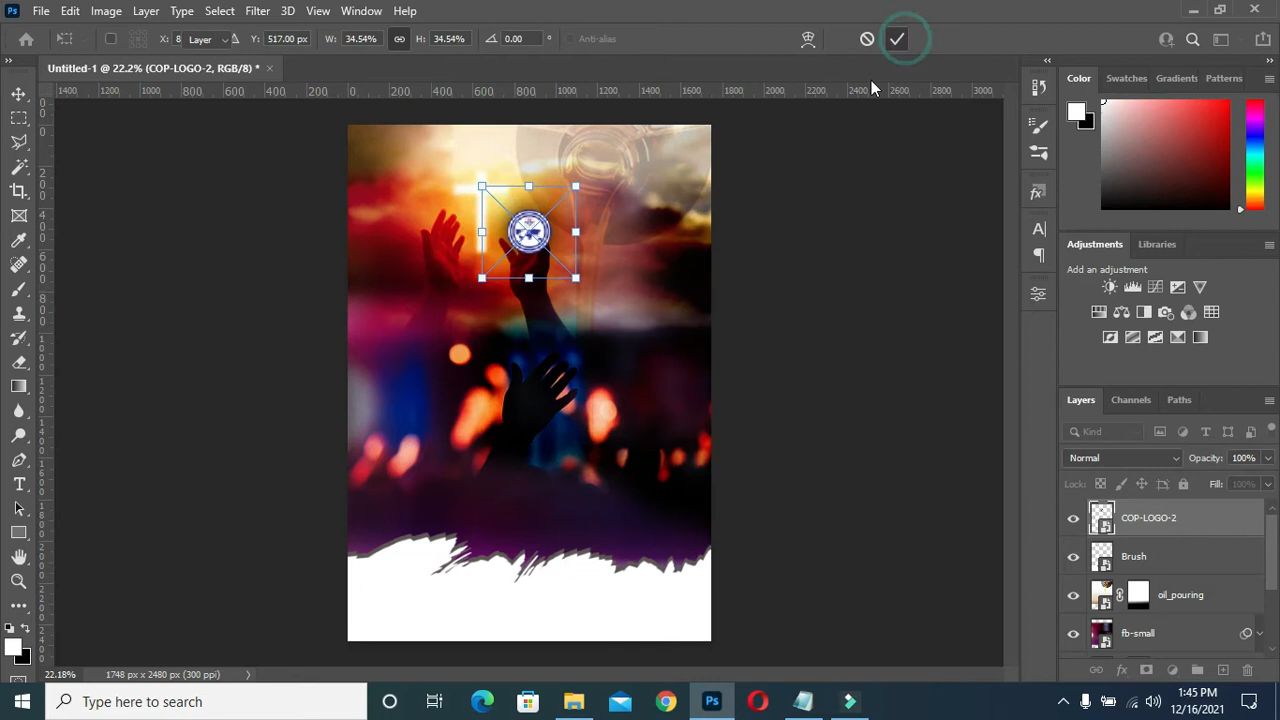 Ps File Edit Image Layer Type Select Filter 3D View Window Help
X: 8 Layer Y: 517.00 px W: 34.54% H: 34.54% 0.00 ° Anti-alias
Untitled-1 @ 22.2% (COP-LOGO-2, RGB/8) * ×
1400 1200 1000 800 600 400 200 0 200 400 600 800 1000 1200 1400 1600 1800 2000 2200 2400 2600 2800 3000
Color Swatches Gradients Patterns
Adjustments Libraries
Add an adjustment
Layers Channels Paths
Kind
Normal Opacity: 100%
Lock: Fill: 100%
COP-LOGO-2
Brush
oil_pouring
fb-small
22.18% 1748 px x 2480 px (300 ppi)
Type here to search
Ps
1:45 PM
12/16/2021